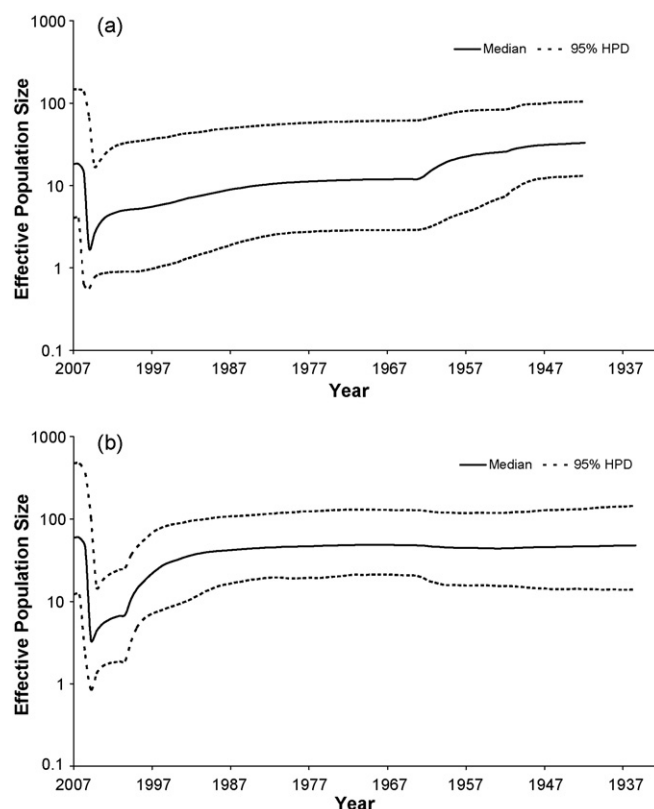 (a)
Median 95% HPD
1000
100
10
1
0.1
Effective Population Size
2007 1997 1987 1977 1967 1957 1947 1937
Year
(b)
Median 95% HPD
1000
100
10
1
0.1
Effective Population Size
2007 1997 1987 1977 1967 1957 1947 1937
Year